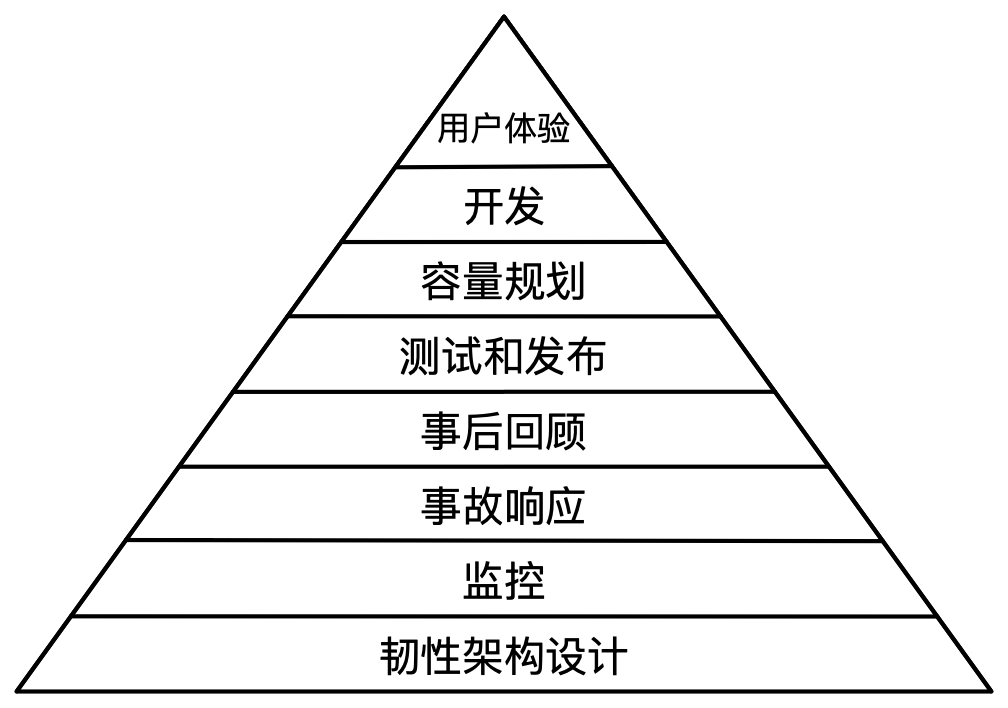 用户体验
开发
容量规划
测试和发布
事后回顾
事故响应
监控
韧性架构设计